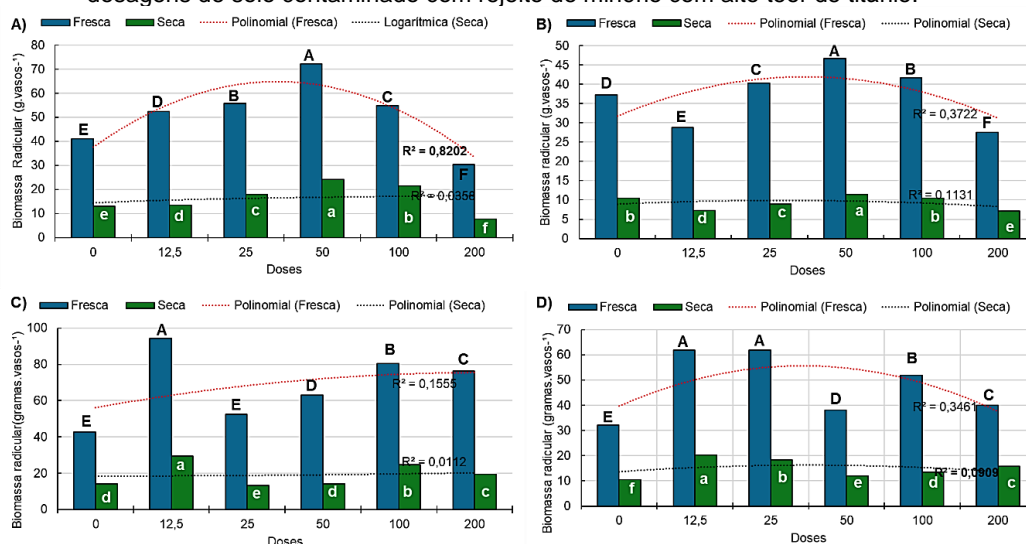 dosagens de solo contaminado com rejeito de minério com alto teor de titânio.
A)
Fresca Seca Polinomial (Fresca) Logarítmica (Seca)
Biomassa Radicular (g.vasos-¹)
80
70
60
50
40
30
20
10
0
E D B A C F
e d c a b f
R² = 0,8202
R² = 0,0356
0 12,5 25 50 100 200
Doses
B)
Fresca Seca Polinomial (Fresca) Polinomial (Seca)
Biomassa radicular (g.vasos-¹)
50
45
40
35
30
25
20
15
10
5
0
D E C A B F
b c c a b e
R² = 0,3722
R² = 0,1131
0 12,5 25 50 100 200
Doses
C)
Fresca Seca Polinomial (Fresca) Polinomial (Seca)
Biomassa radicular(gramas.vasos-¹)
100
80
60
40
20
0
E A E D B C
d a e d b c
R² = 0,1555
R² = 0,0112
0 12,5 25 50 100 200
Doses
D)
Fresca Seca Polinomial (Fresca) Polinomial (Seca)
Biomassa radicular (gramas.vasos-¹)
70
60
50
40
30
20
10
0
E A A D B C
f a b e d c
R² = 0,3461
R² = 0,0909
0 12,5 25 50 100 200
Doses